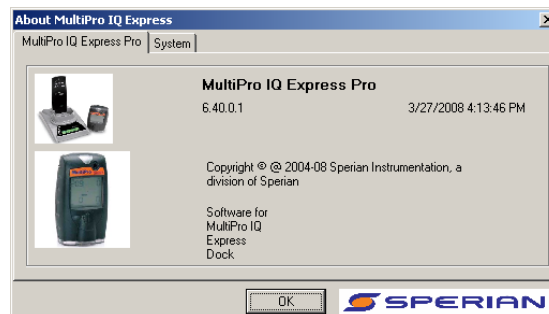 About MultiPro IQ Express
MultiPro IQ Express Pro System
MultiPro IQ Express Pro
6.40.0.1 3/27/2008 4:13:46 PM
Copyright © @ 2004-08 Sperian Instrumentation, a
division of Sperian
Software for
MultiPro IQ
Express
Dock
MultiPro
OK
SPERIAN